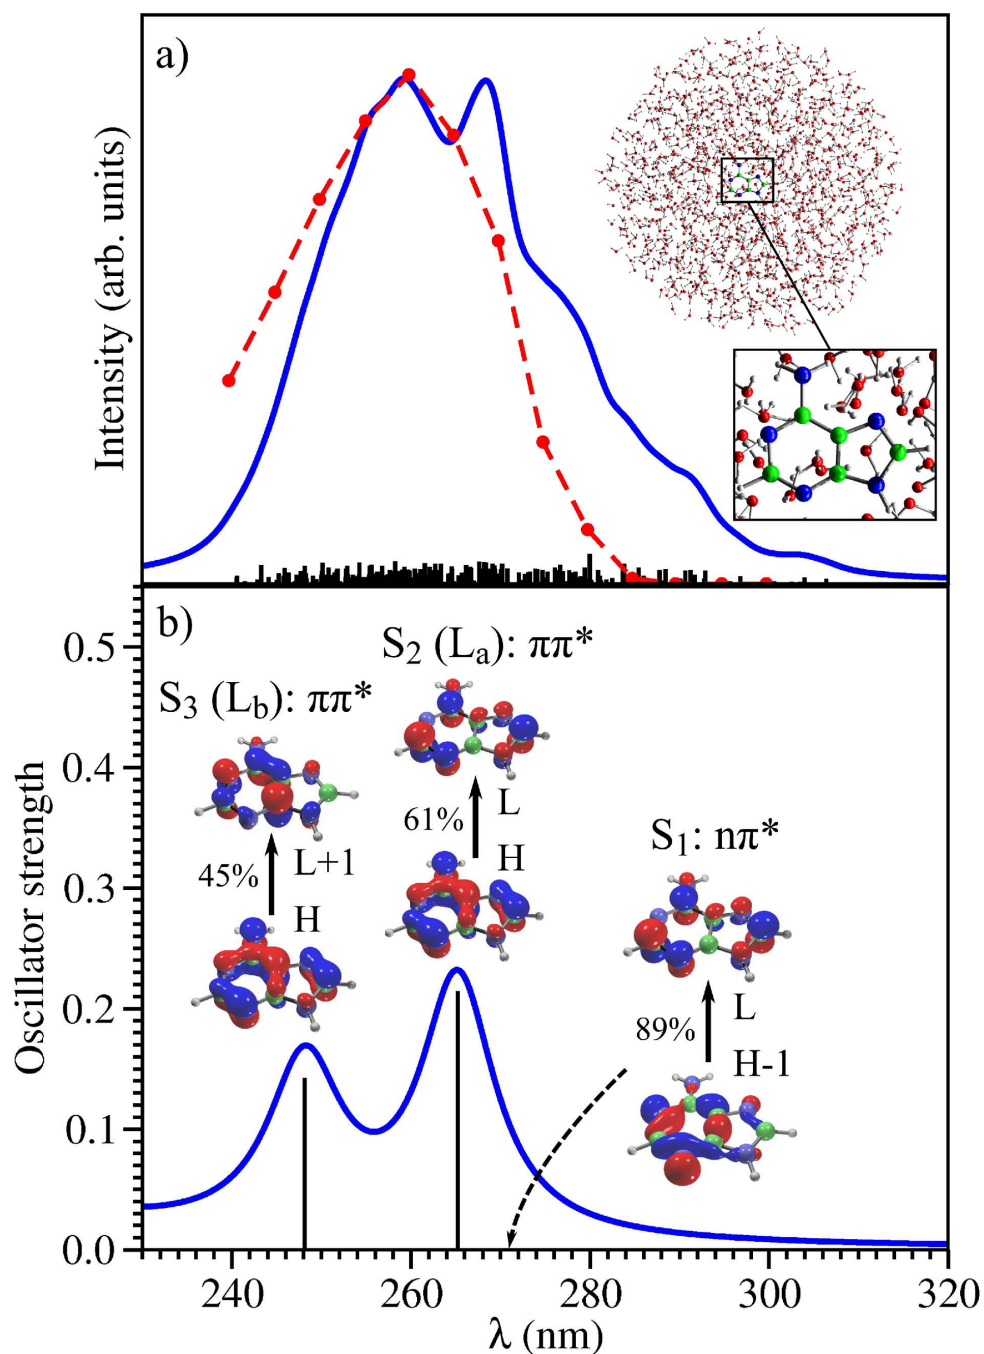 a)
Intensity (arb. units)
b)
S₃ (Lb): ππ*
S₂ (Lₐ): ππ*
S₁: nπ*
45%
L+1
H
61%
L
H
89%
L
H-1
Oscillator strength
0.5
0.4
0.3
0.2
0.1
0.0
240 260 280 300 320
λ (nm)